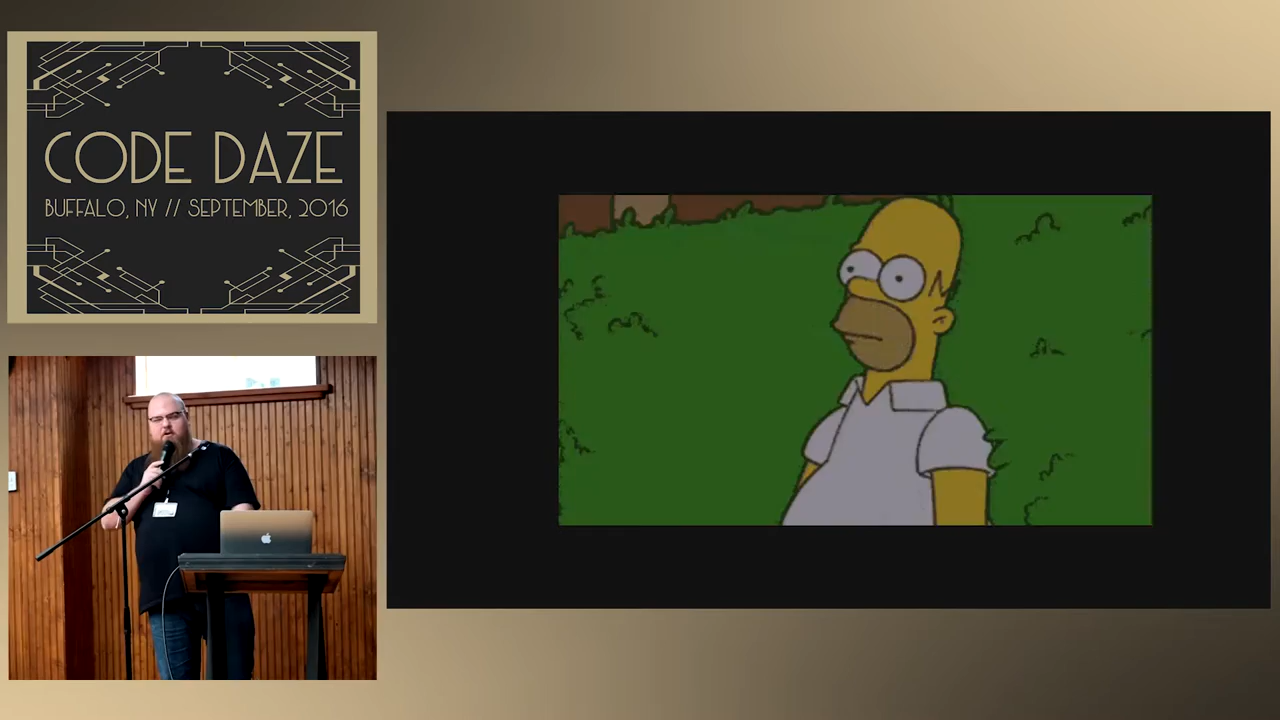 CODE DAZE
BUFFALO, NY // SEPTEMBER, 2016